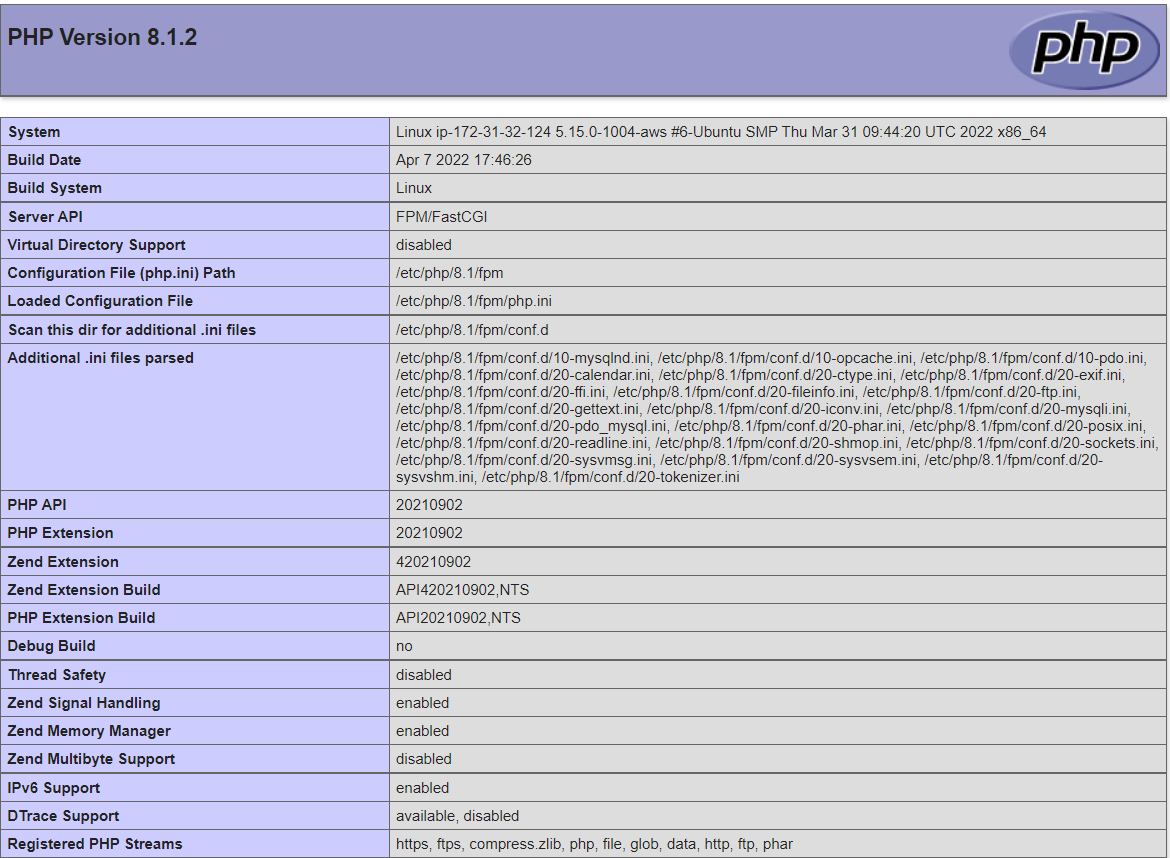 PHP Version 8.1.2
php
System Linux ip-172-31-32-124 5.15.0-1004-aws #6-Ubuntu SMP Thu Mar 31 09:44:20 UTC 2022 x86_64
Build Date Apr 7 2022 17:46:26
Build System Linux
Server API FPM/FastCGI
Virtual Directory Support disabled
Configuration File (php.ini) Path /etc/php/8.1/fpm
Loaded Configuration File /etc/php/8.1/fpm/php.ini
Scan this dir for additional .ini files /etc/php/8.1/fpm/conf.d
Additional .ini files parsed /etc/php/8.1/fpm/conf.d/10-mysqlnd.ini, /etc/php/8.1/fpm/conf.d/10-opcache.ini, /etc/php/8.1/fpm/conf.d/10-pdo.ini,
/etc/php/8.1/fpm/conf.d/20-calendar.ini, /etc/php/8.1/fpm/conf.d/20-ctype.ini, /etc/php/8.1/fpm/conf.d/20-exif.ini,
/etc/php/8.1/fpm/conf.d/20-ffi.ini, /etc/php/8.1/fpm/conf.d/20-fileinfo.ini, /etc/php/8.1/fpm/conf.d/20-ftp.ini,
/etc/php/8.1/fpm/conf.d/20-gettext.ini, /etc/php/8.1/fpm/conf.d/20-iconv.ini, /etc/php/8.1/fpm/conf.d/20-mysqli.ini,
/etc/php/8.1/fpm/conf.d/20-pdo_mysql.ini, /etc/php/8.1/fpm/conf.d/20-phar.ini, /etc/php/8.1/fpm/conf.d/20-posix.ini,
/etc/php/8.1/fpm/conf.d/20-readline.ini, /etc/php/8.1/fpm/conf.d/20-shmop.ini, /etc/php/8.1/fpm/conf.d/20-sockets.ini,
/etc/php/8.1/fpm/conf.d/20-sysvmsg.ini, /etc/php/8.1/fpm/conf.d/20-sysvsem.ini, /etc/php/8.1/fpm/conf.d/20-
sysvshm.ini, /etc/php/8.1/fpm/conf.d/20-tokenizer.ini
PHP API 20210902
PHP Extension 20210902
Zend Extension 420210902
Zend Extension Build API420210902,NTS
PHP Extension Build API20210902,NTS
Debug Build no
Thread Safety disabled
Zend Signal Handling enabled
Zend Memory Manager enabled
Zend Multibyte Support disabled
IPv6 Support enabled
DTrace Support available, disabled
Registered PHP Streams https, ftps, compress.zlib, php, file, glob, data, http, ftp, phar